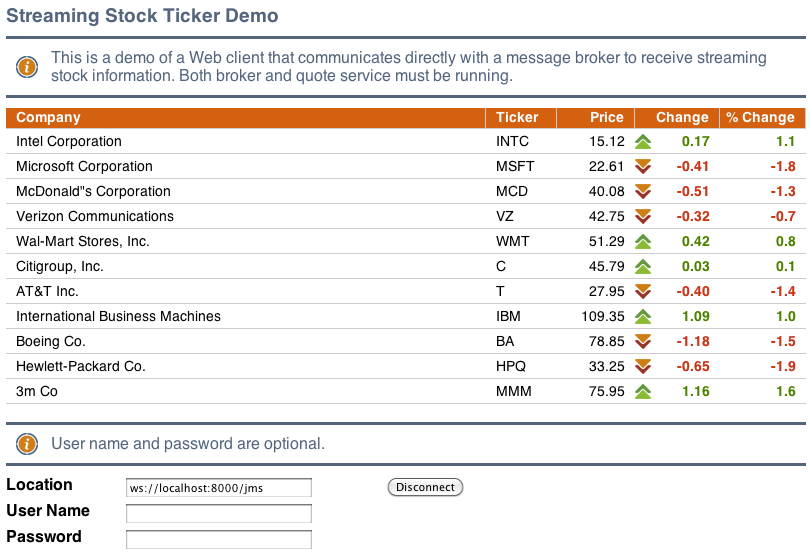 Streaming Stock Ticker Demo
This is a demo of a Web client that communicates directly with a message broker to receive streaming
stock information. Both broker and quote service must be running.
Company Ticker Price Change % Change
Intel Corporation INTC 15.12 0.17 1.1
Microsoft Corporation MSFT 22.61 -0.41 -1.8
McDonald"s Corporation MCD 40.08 -0.51 -1.3
Verizon Communications VZ 42.75 -0.32 -0.7
Wal-Mart Stores, Inc. WMT 51.29 0.42 0.8
Citigroup, Inc. C 45.79 0.03 0.1
AT&T Inc. T 27.95 -0.40 -1.4
International Business Machines IBM 109.35 1.09 1.0
Boeing Co. BA 78.85 -1.18 -1.5
Hewlett-Packard Co. HPQ 33.25 -0.65 -1.9
3m Co MMM 75.95 1.16 1.6
User name and password are optional.
Location ws://localhost:8000/jms Disconnect
User Name
Password